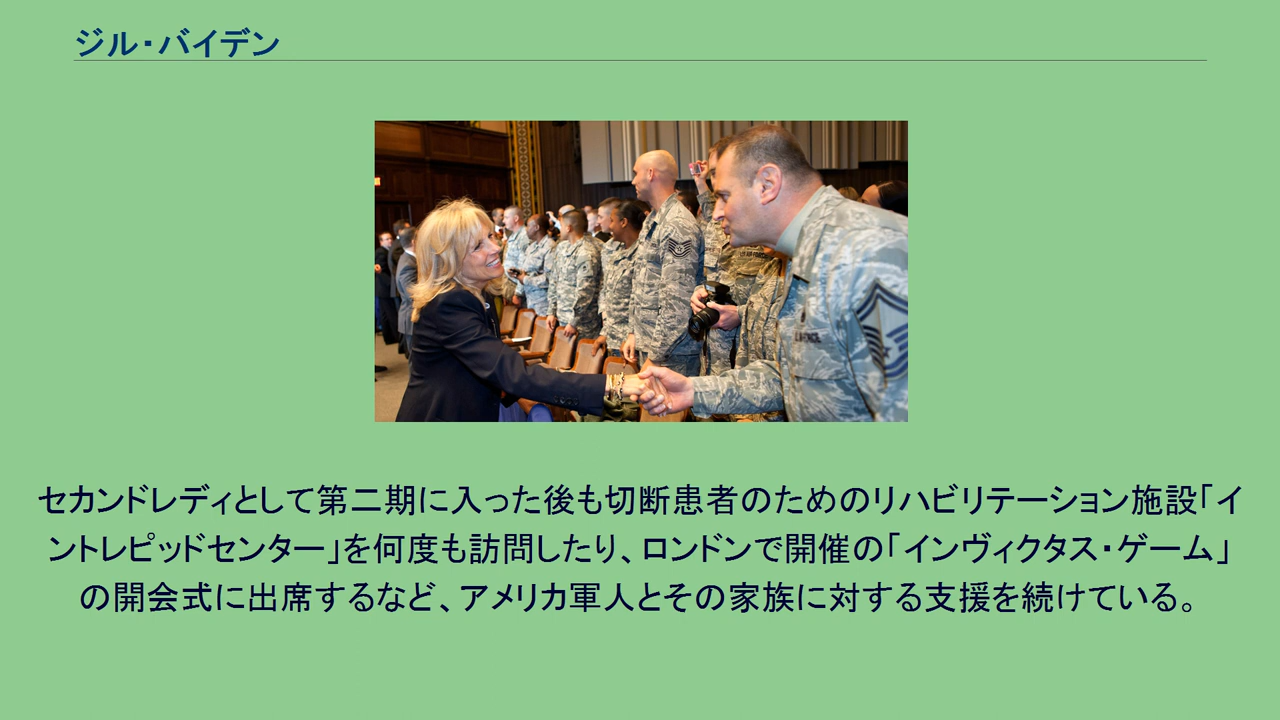 ジル・バイデン
セカンドレディとして第二期に入った後も切断患者のためのリハビリテーション施設「イ
ントレピッドセンター」を何度も訪問したり、ロンドンで開催の「インヴィクタス・ゲーム」
の開会式に出席するなど、アメリカ軍人とその家族に対する支援を続けている。